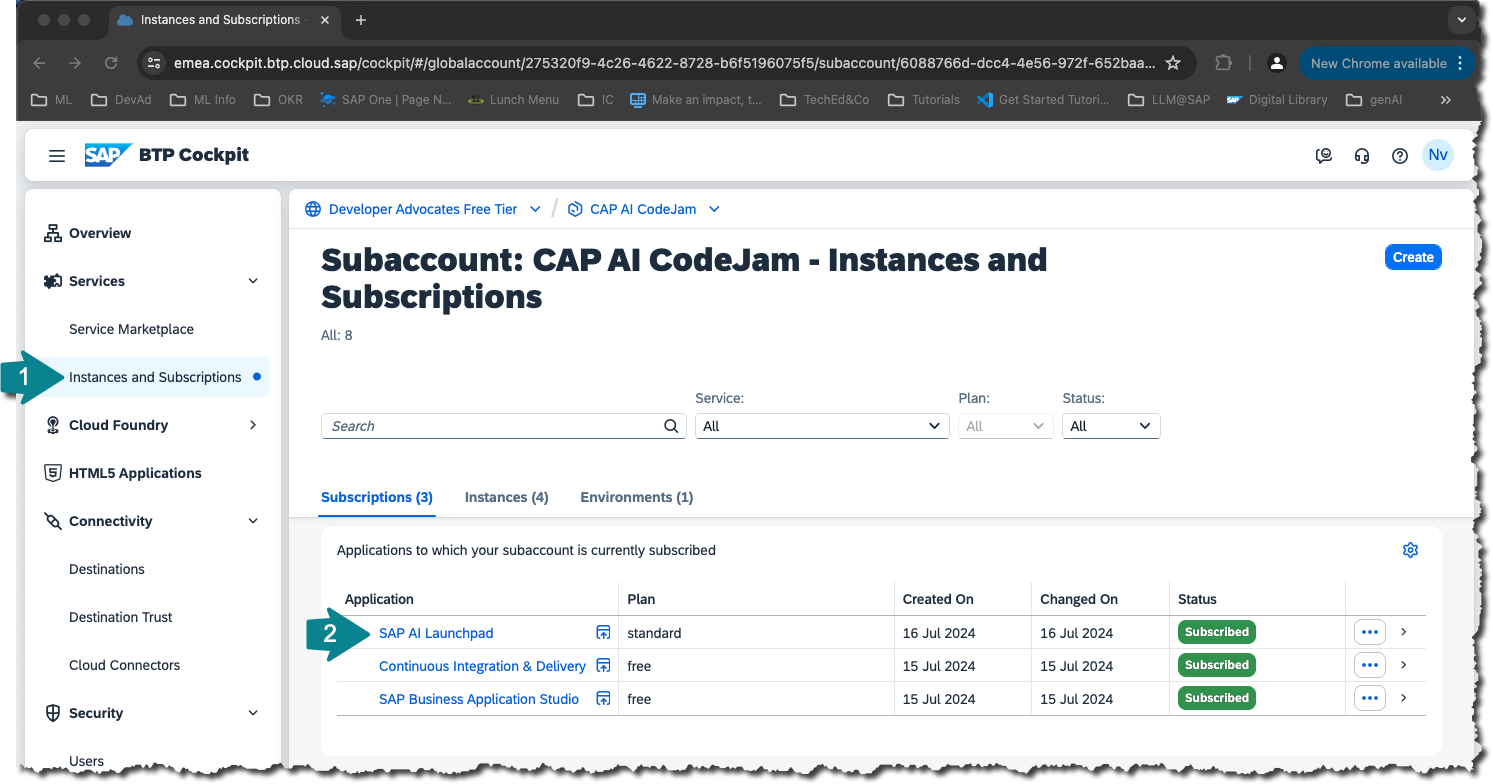 Instances and Subscriptions -
emea.cockpit.btp.cloud.sap/cockpit/#/globalaccount/275320f9-4c26-4622-8728-b6f5196075f5/subaccount/6088766d-dcc4-4e56-972f-652baa...
New Chrome available
ML DevAd ML Info OKR SAP One | Page N... Lunch Menu IC Make an impact, t... TechEd&Co Tutorials Get Started Tutori... LLM@SAP Digital Library genAI »
SAP BTP Cockpit
Nv
Overview
Services
Service Marketplace
1
Instances and Subscriptions
Cloud Foundry
HTML5 Applications
Connectivity
Destinations
Destination Trust
Cloud Connectors
Security
Users
Developer Advocates Free Tier / CAP AI CodeJam
Subaccount: CAP AI CodeJam - Instances and
Subscriptions
Create
All: 8
Service: Plan: Status:
Search All All All
Subscriptions (3) Instances (4) Environments (1)
Applications to which your subaccount is currently subscribed
Application Plan Created On Changed On Status
2 SAP AI Launchpad standard 16 Jul 2024 16 Jul 2024 Subscribed
Continuous Integration & Delivery free 15 Jul 2024 15 Jul 2024 Subscribed
SAP Business Application Studio free 15 Jul 2024 15 Jul 2024 Subscribed